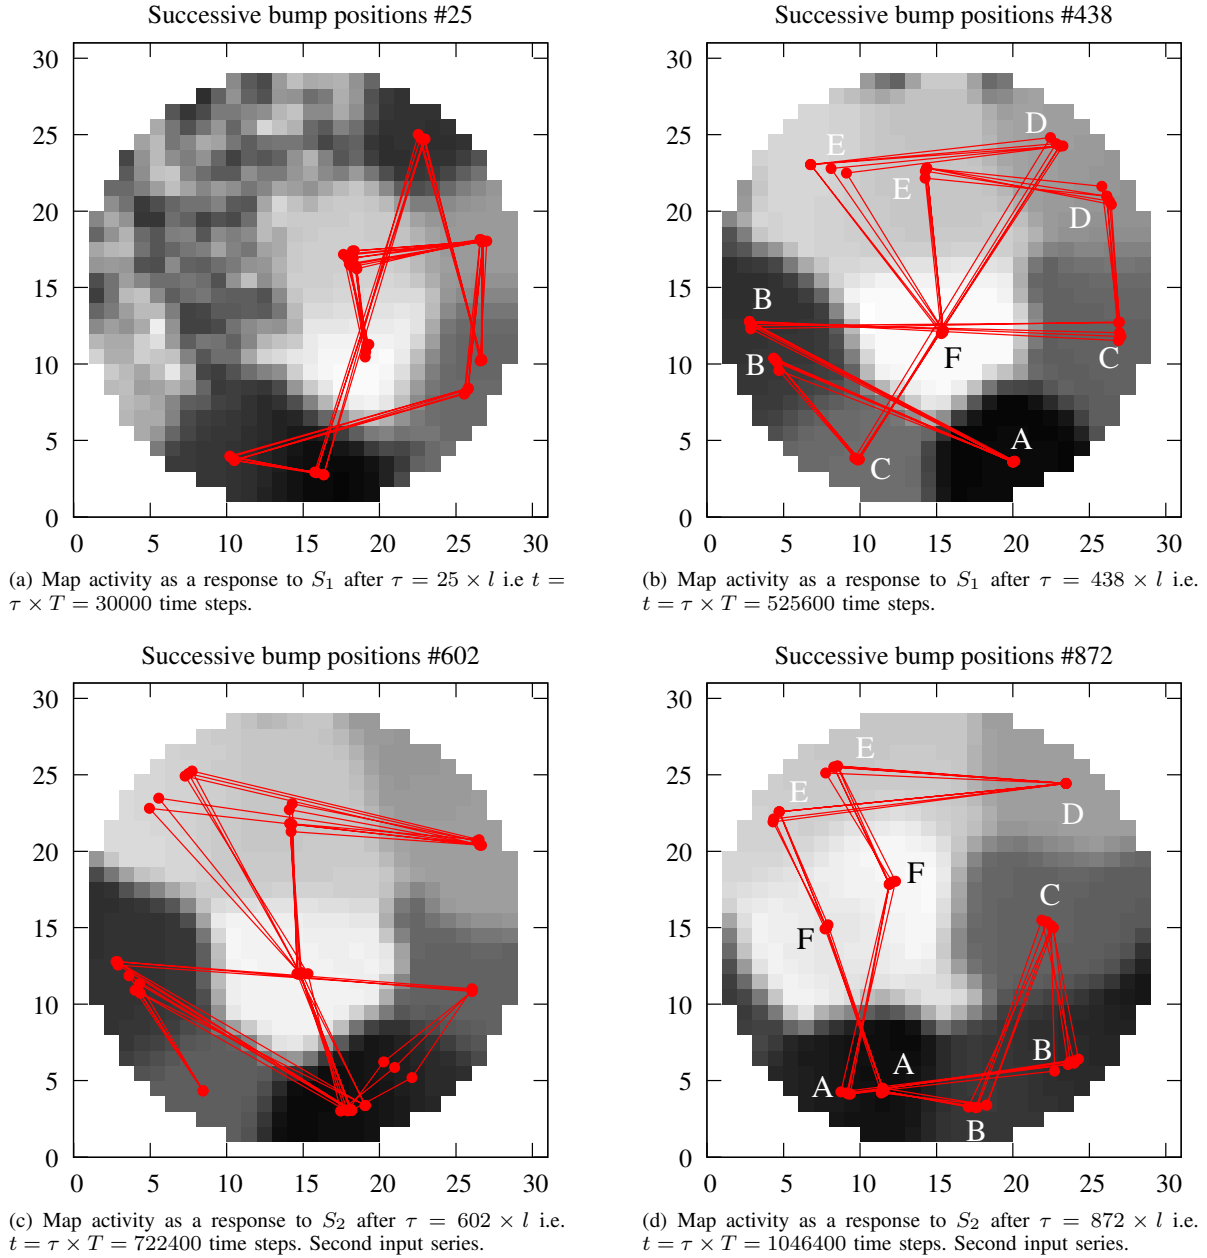 Successive bump positions #25
30
25
20
15
10
5
0
0 5 10 15 20 25 30
(a) Map activity as a response to S₁ after τ = 25 × l i.e t =
τ × T = 30000 time steps.
Successive bump positions #438
30
25
20
15
10
5
0
D
E
E
D
B
F
C
B
A
C
0 5 10 15 20 25 30
(b) Map activity as a response to S₁ after τ = 438 × l i.e.
t = τ × T = 525600 time steps.
Successive bump positions #602
30
25
20
15
10
5
0
0 5 10 15 20 25 30
(c) Map activity as a response to S₂ after τ = 602 × l i.e.
t = τ × T = 722400 time steps. Second input series.
Successive bump positions #872
30
25
20
15
10
5
0
E
E
D
F
C
F
B
A
A
B
0 5 10 15 20 25 30
(d) Map activity as a response to S₂ after τ = 872 × l i.e.
t = τ × T = 1046400 time steps. Second input series.